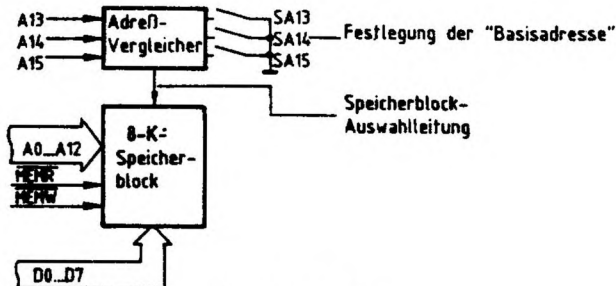 A13
A14
A15
Adreß-
Vergleicher
SA13
SA14
SA15
Festlegung der "Basisadresse"
Speicherblock-
Auswahlleitung
8-K-
Speicher-
block
A0...A12
MEMR
MEMW
D0...D7